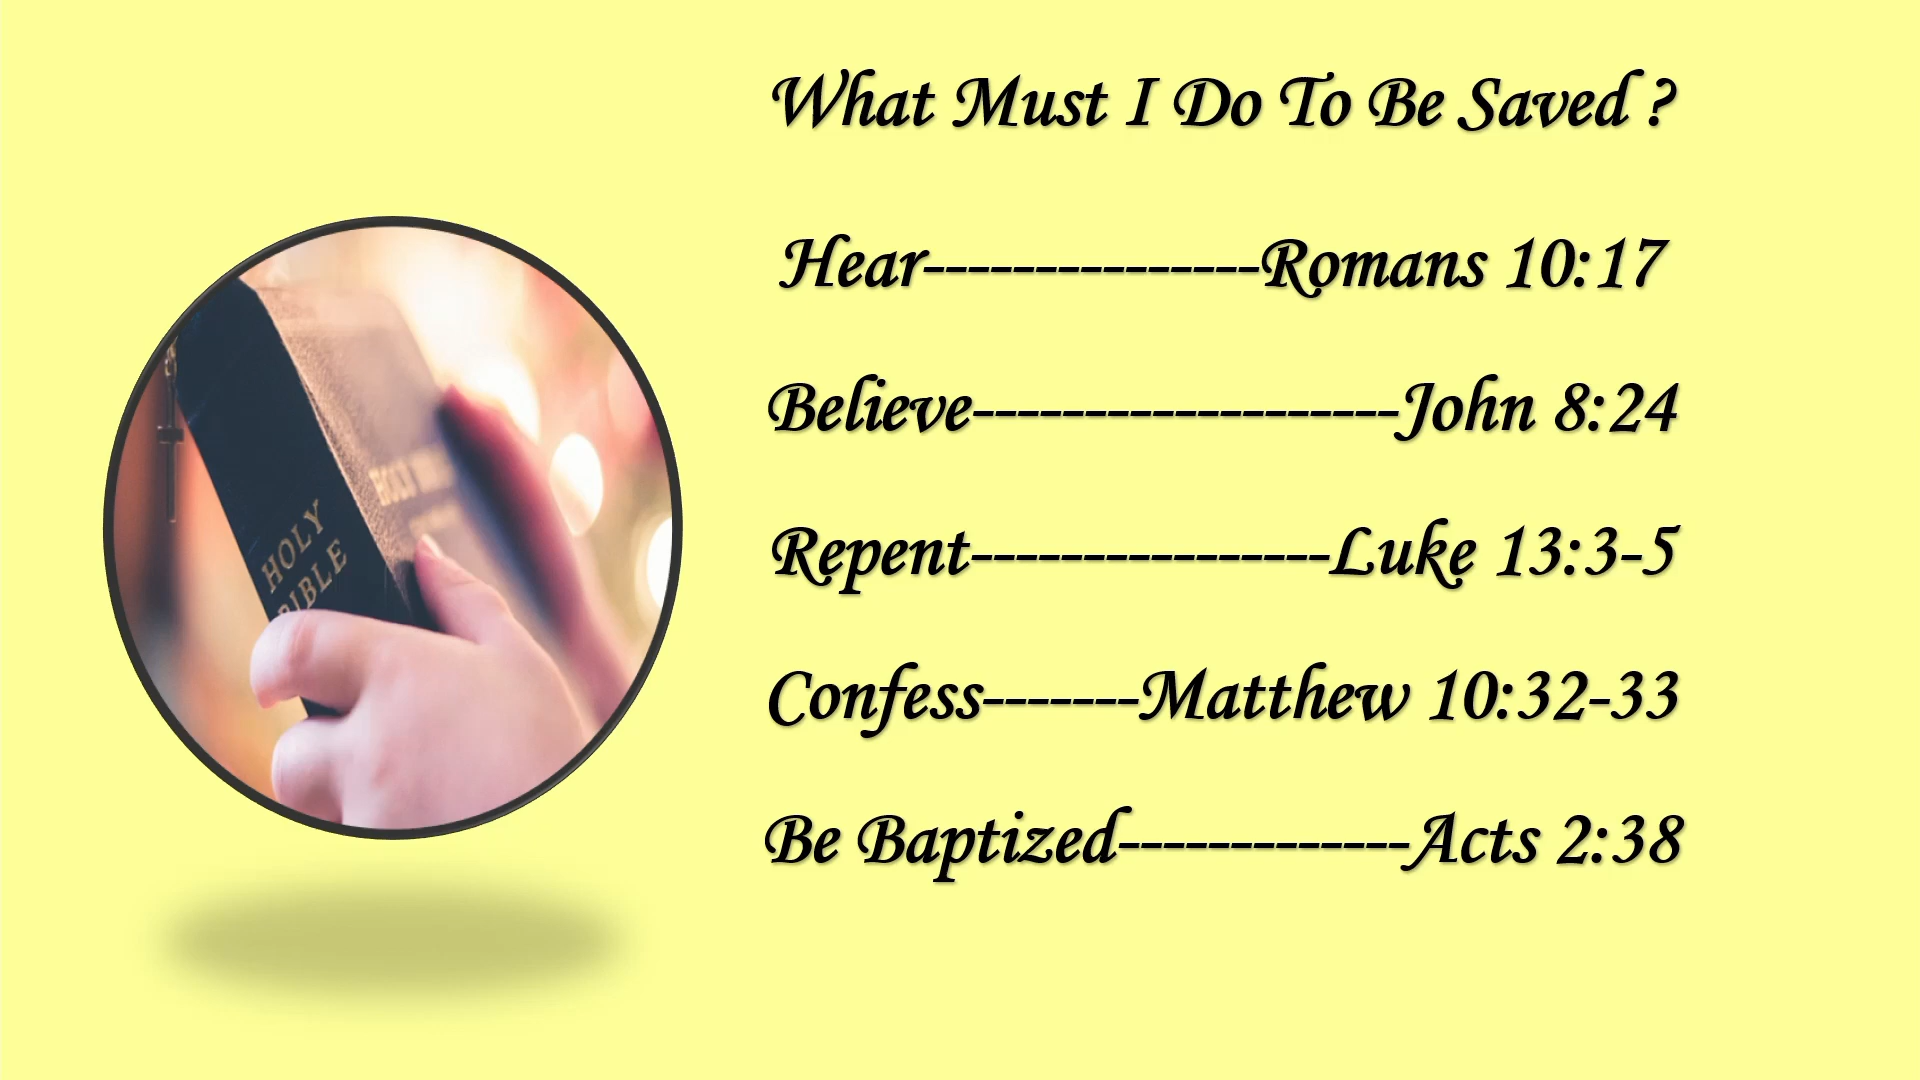 What Must I Do To Be Saved ?
Hear---------------Romans 10:17
Believe-------------------John 8:24
Repent----------------Luke 13:3-5
Confess-------Matthew 10:32-33
Be Baptized-------------Acts 2:38
HOLY
BIBLE